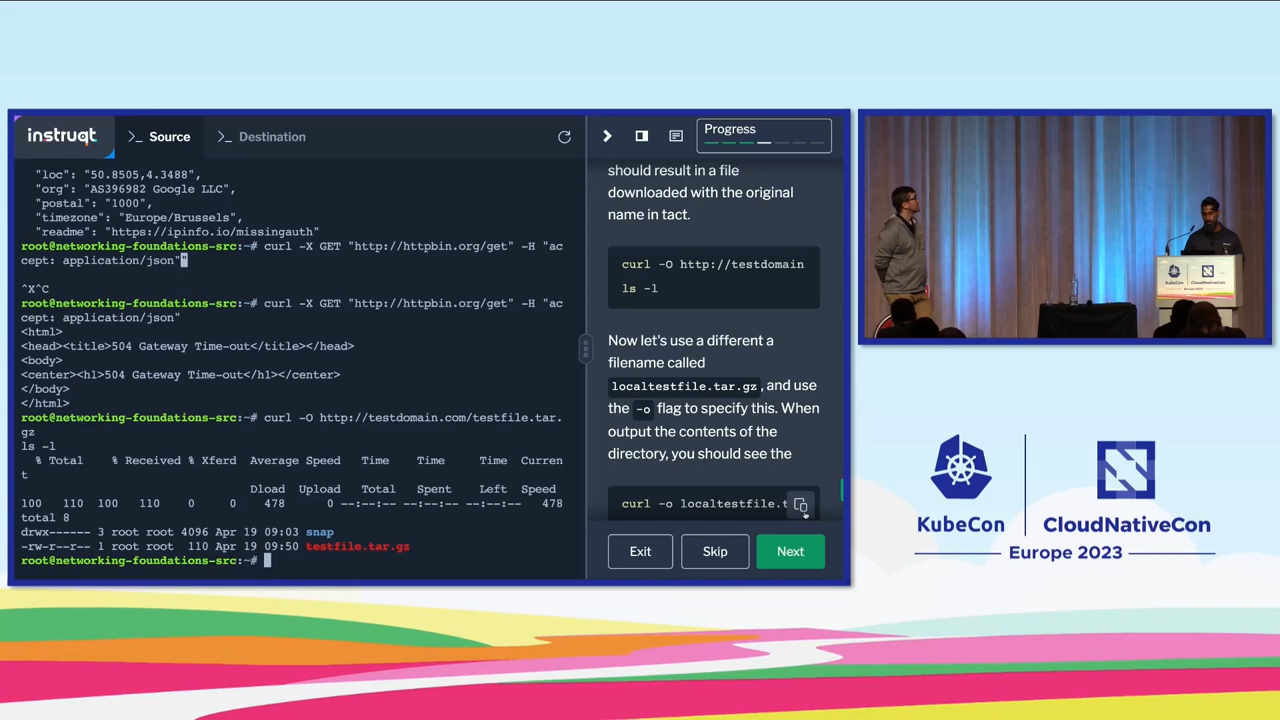 instruqt
>_ Source
>_ Destination
Progress
"loc": "50.8505,4.3488",
"org": "AS396982 Google LLC",
"postal": "1000",
"timezone": "Europe/Brussels",
"readme": "https://ipinfo.io/missingauth"
root@networking-foundations-src:~# curl -X GET "http://httpbin.org/get" -H "ac
cept: application/json""
^X^C
root@networking-foundations-src:~# curl -X GET "http://httpbin.org/get" -H "ac
cept: application/json"
<html>
<head><title>504 Gateway Time-out</title></head>
<body>
<center><h1>504 Gateway Time-out</h1></center>
</body>
</html>
root@networking-foundations-src:~# curl -O http://testdomain.com/testfile.tar.
gz
ls -l
% Total % Received % Xferd Average Speed Time Time Time Curren
t
Dload Upload Total Spent Left Speed
100 110 100 110 0 0 478 0 --:--:-- --:--:-- --:--:-- 478
total 8
drwx------ 3 root root 4096 Apr 19 09:03 snap
-rw-r--r-- 1 root root 110 Apr 19 09:50 testfile.tar.gz
root@networking-foundations-src:~#
should result in a file
downloaded with the original
name in tact.
curl -O http://testdomain
ls -l
Now let's use a different a
filename called
localtestfile.tar.gz, and use
the -o flag to specify this. When
output the contents of the
directory, you should see the
curl -o localtestfile.t
Exit
Skip
Next
KubeCon
CloudNativeCon
KubeCon
CloudNativeCon
Europe 2023